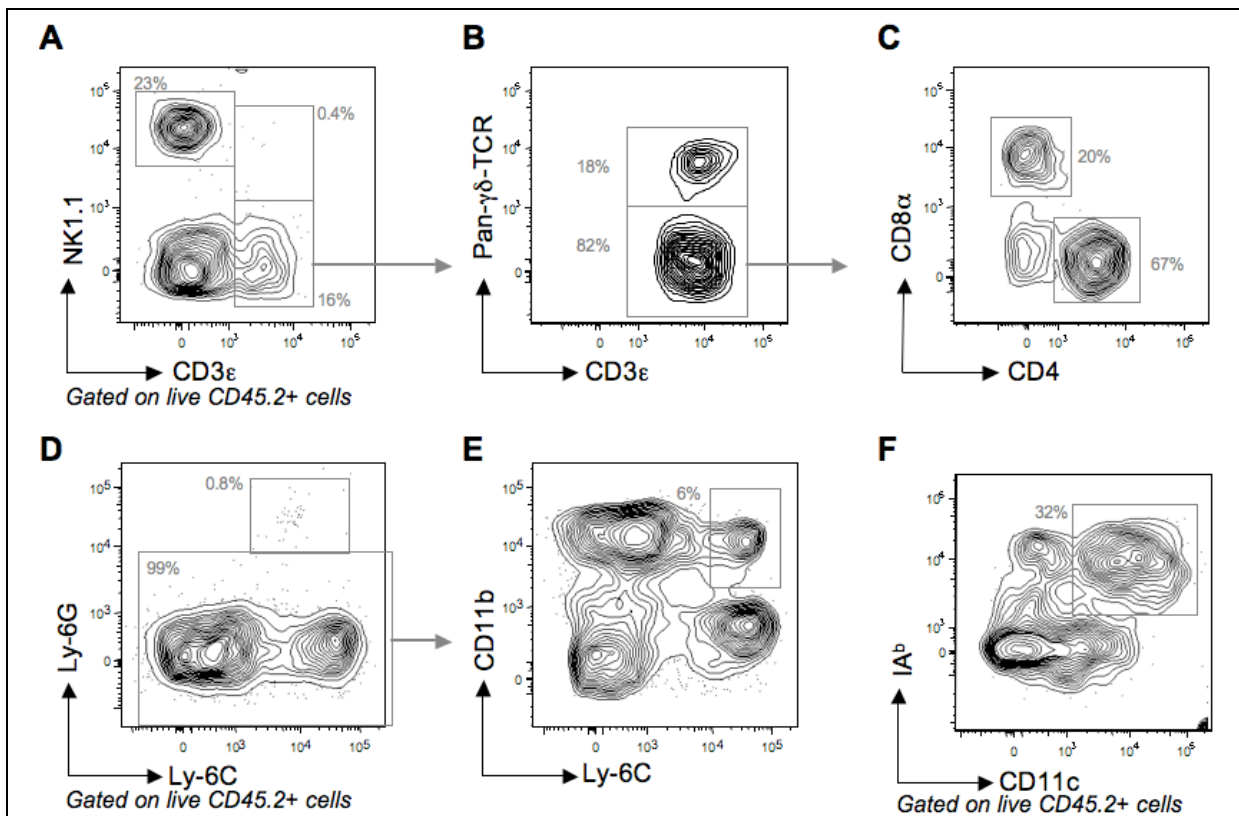 A
B
C
23%
0.4%
16%
10⁵
10⁴
10³
0
NK1.1
0
10³
10⁴
10⁵
CD3ε
Gated on live CD45.2+ cells
18%
82%
10⁵
10⁴
10³
0
Pan-γδ-TCR
10³
10⁴
10⁵
CD3ε
20%
67%
10⁵
10⁴
10³
0
CD8α
0
10³
10⁴
10⁵
CD4
D
E
F
0.8%
99%
10⁵
10⁴
10³
0
Ly-6G
0
10³
10⁴
10⁵
Ly-6C
Gated on live CD45.2+ cells
6%
10⁵
10⁴
10³
0
CD11b
0
10³
10⁴
10⁵
Ly-6C
32%
10⁵
10⁴
10³
0
IAᵇ
0
10³
10⁴
10⁵
CD11c
Gated on live CD45.2+ cells